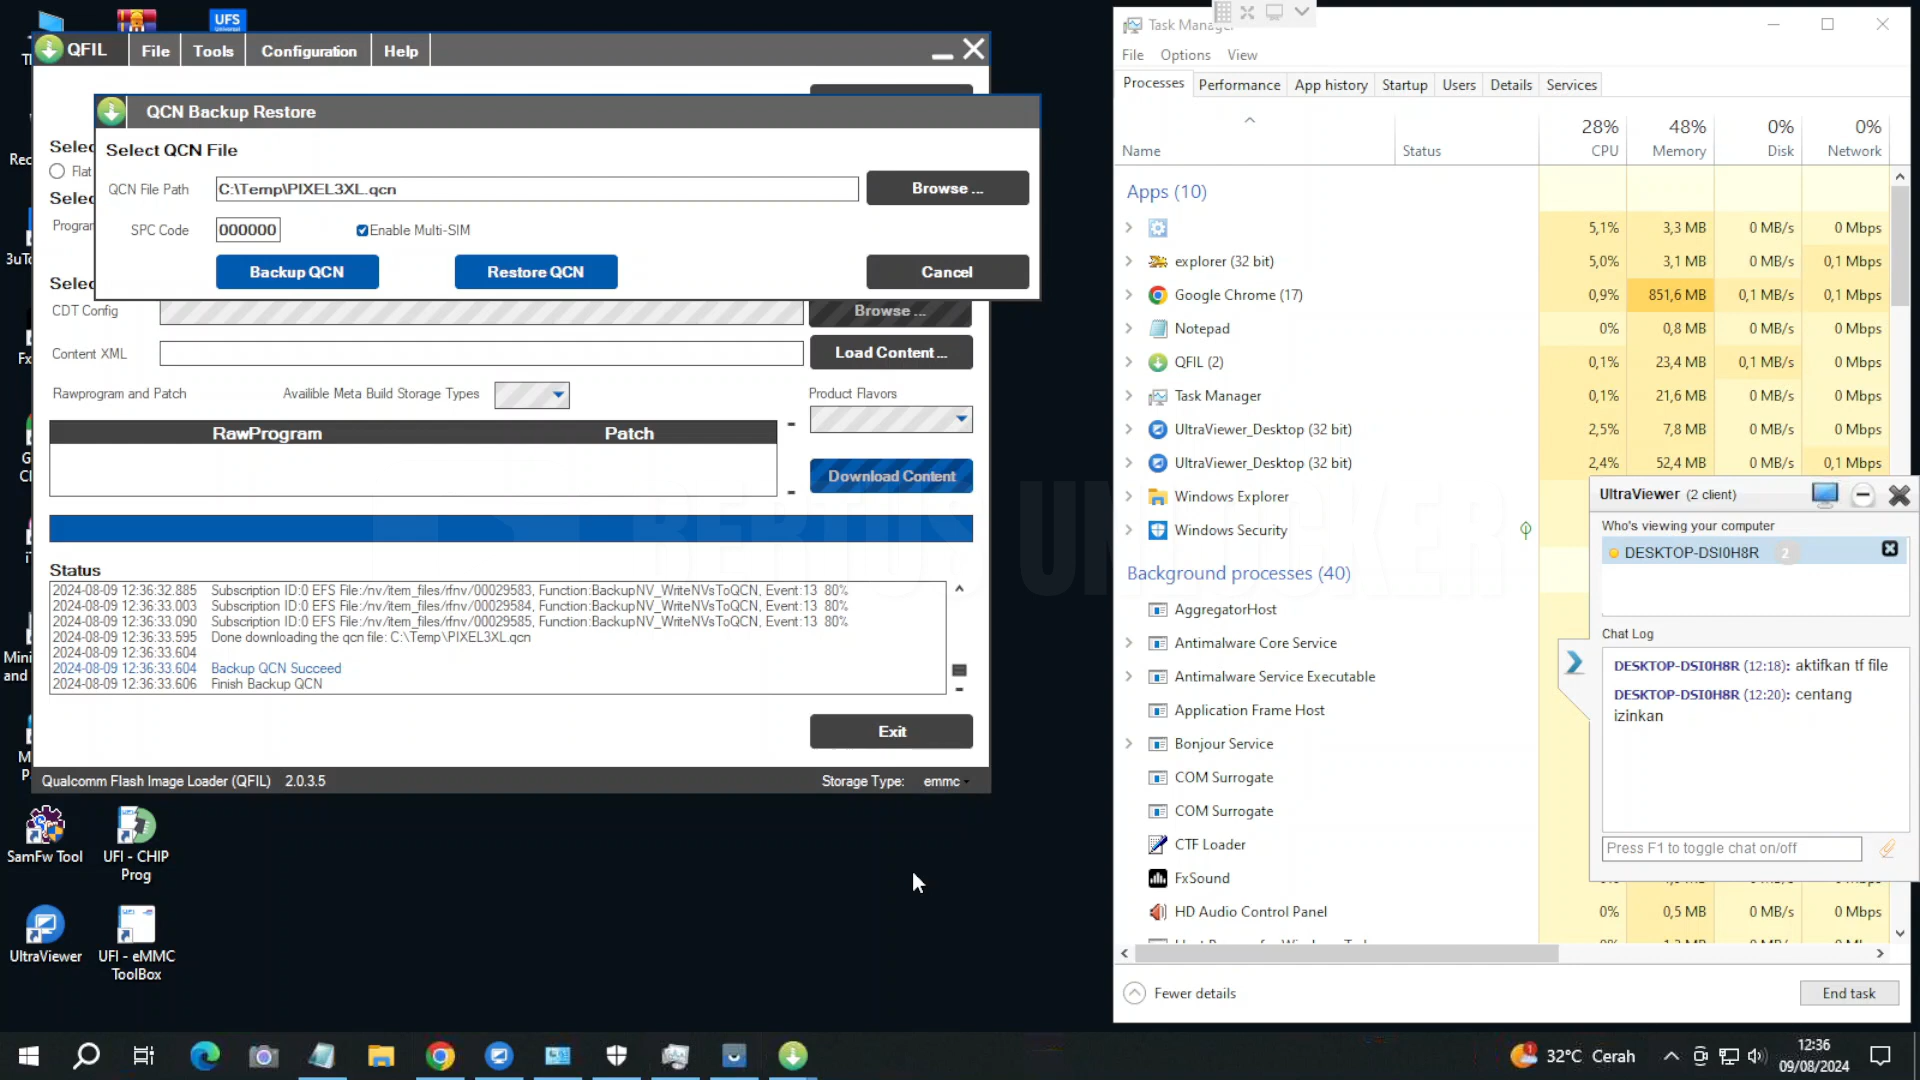 UFS
QFIL
File
Tools
Configuration
Help
QCN Backup Restore
Select QCN File
QCN File Path
C:\Temp\PIXEL3XL.qcn
Browse ...
SPC Code
000000
Enable Multi-SIM
Backup QCN
Restore QCN
Cancel
Selec
Flat
Selec
Progran
Selec
CDT Config
Browse ...
Content XML
Load Content ...
Rawprogram and Patch
Availible Meta Build Storage Types
Product Flavors
RawProgram
Patch
Download Content
Status
2024-08-09 12:36:32.885 Subscription ID:0 EFS File:/nv/item_files/rfnv/00029583, Function:BackupNV_WriteNVsToQCN, Event:13 80%
2024-08-09 12:36:33.003 Subscription ID:0 EFS File:/nv/item_files/rfnv/00029584, Function:BackupNV_WriteNVsToQCN, Event:13 80%
2024-08-09 12:36:33.090 Subscription ID:0 EFS File:/nv/item_files/rfnv/00029585, Function:BackupNV_WriteNVsToQCN, Event:13 80%
2024-08-09 12:36:33.595 Done downloading the qcn file: C:\Temp\PIXEL3XL.qcn
2024-08-09 12:36:33.604
2024-08-09 12:36:33.604 Backup QCN Succeed
2024-08-09 12:36:33.606 Finish Backup QCN
Exit
Qualcomm Flash Image Loader (QFIL) 2.0.3.5
Storage Type: emmc
Rec
3uTo
Fx
Mini
and
SamFw Tool
UFI - CHIP
Prog
UltraViewer
UFI - eMMC
ToolBox
BERTUS UNLOCKER
Task Manager
File Options View
Processes
Performance
App history
Startup
Users
Details
Services
28% 48% 0% 0%
Name Status CPU Memory Disk Network
Apps (10)
5,1% 3,3 MB 0 MB/s 0 Mbps
explorer (32 bit) 5,0% 3,1 MB 0 MB/s 0,1 Mbps
Google Chrome (17) 0,9% 851,6 MB 0,1 MB/s 0,1 Mbps
Notepad 0% 0,8 MB 0 MB/s 0 Mbps
QFIL (2) 0,1% 23,4 MB 0,1 MB/s 0 Mbps
Task Manager 0,1% 21,6 MB 0 MB/s 0 Mbps
UltraViewer_Desktop (32 bit) 2,5% 7,8 MB 0 MB/s 0 Mbps
UltraViewer_Desktop (32 bit) 2,4% 52,4 MB 0 MB/s 0,1 Mbps
Windows Explorer
Windows Security
Background processes (40)
AggregatorHost
Antimalware Core Service
Antimalware Service Executable
Application Frame Host
Bonjour Service
COM Surrogate
COM Surrogate
CTF Loader
FxSound
HD Audio Control Panel 0% 0,5 MB 0 MB/s 0 Mbps
Fewer details
End task
UltraViewer (2 client)
Who's viewing your computer
DESKTOP-DSI0H8R 2
Chat Log
DESKTOP-DSI0H8R (12:18): aktifkan tf file
DESKTOP-DSI0H8R (12:20): centang
izinkan
Press F1 to toggle chat on/off
1
32°C Cerah
12:36
09/08/2024